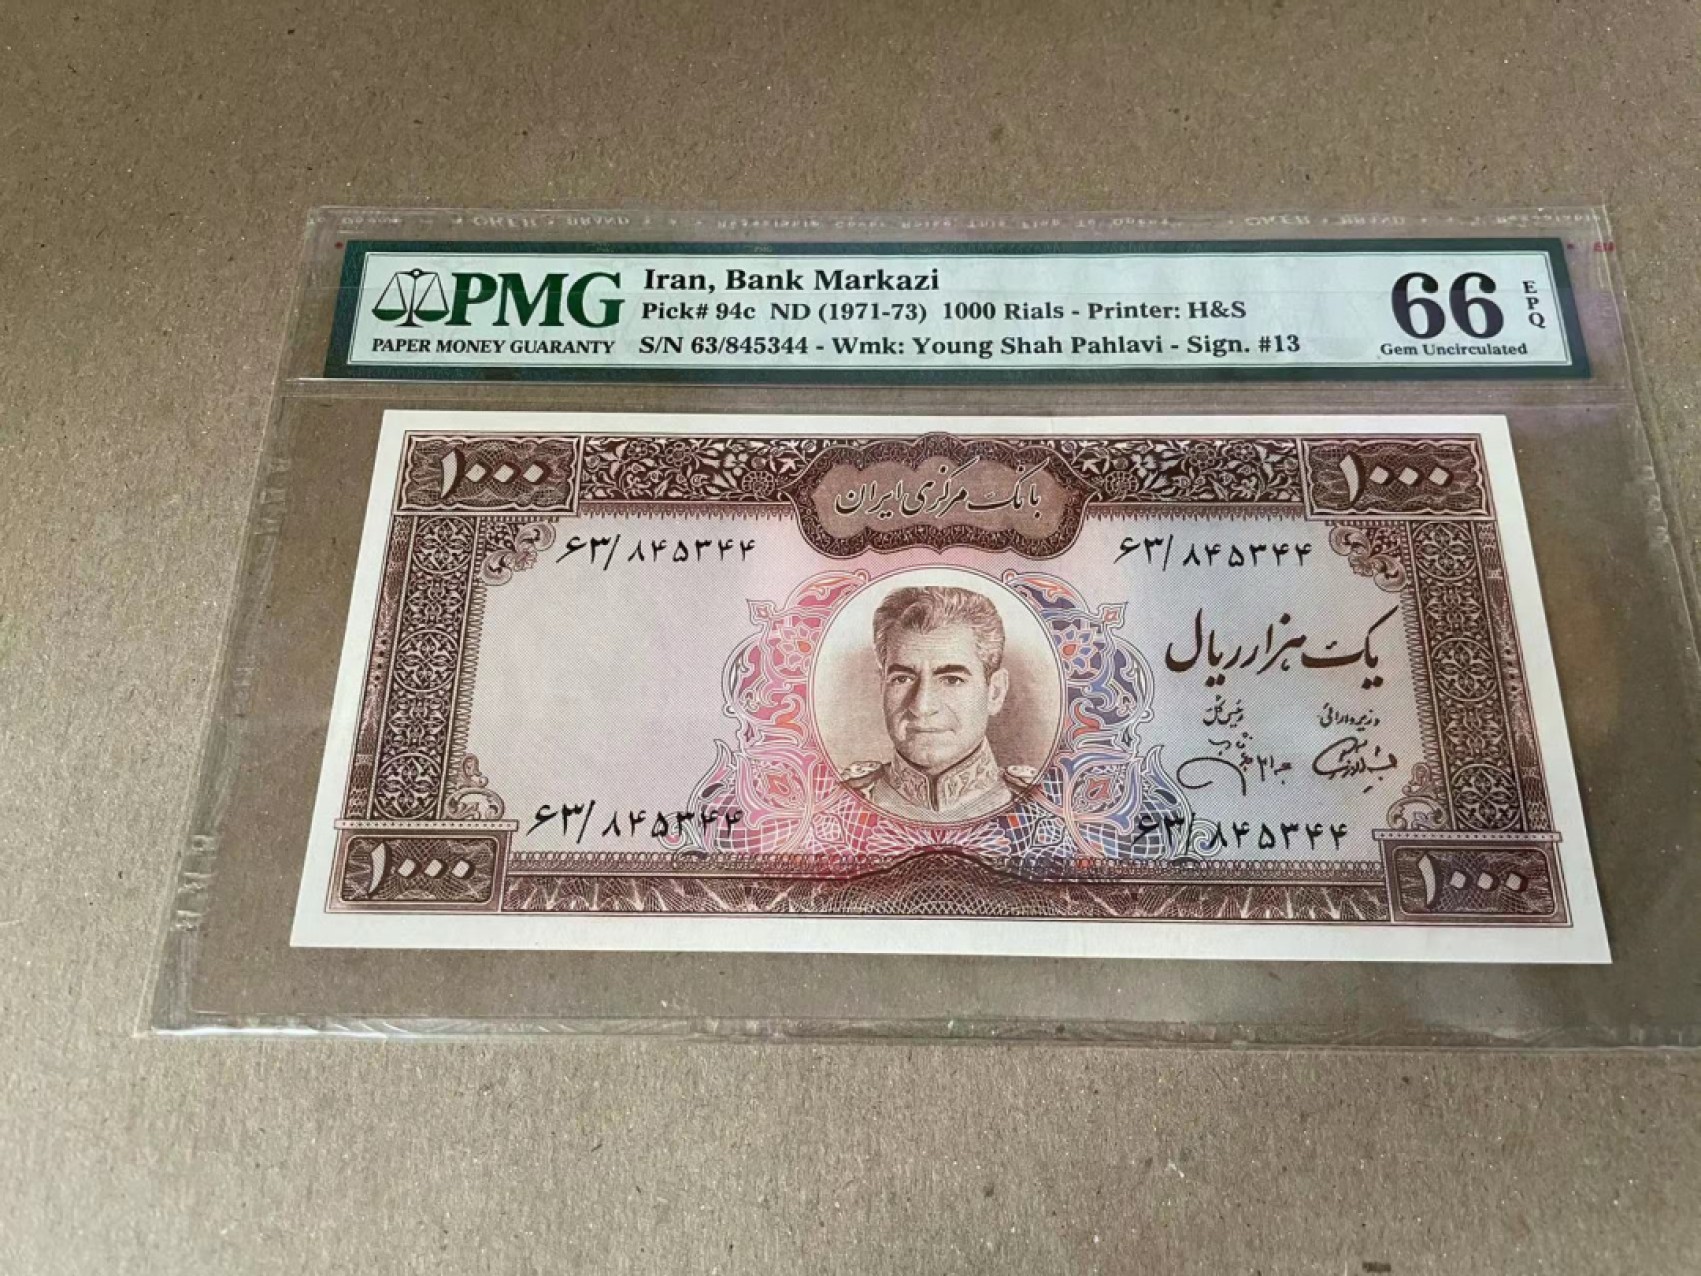 PMG
PAPER MONEY GUARANTY
Iran, Bank Markazi
Pick# 94c ND (1971-73) 1000 Rials - Printer: H&S
S/N 63/845344 - Wmk: Young Shah Pahlavi - Sign. #13
66 EPQ
Gem Uncirculated
۱۰۰۰
بانک مرکزی ایران
۱۰۰۰
۶۳/۸۴۵۳۴۴
۶۳/۸۴۵۳۴۴
یک هزار ریال
وزیر دارائی
رئیس کل
۶۳/۸۴۵۳۴۴
۶۳/۸۴۵۳۴۴
۱۰۰۰
۱۰۰۰